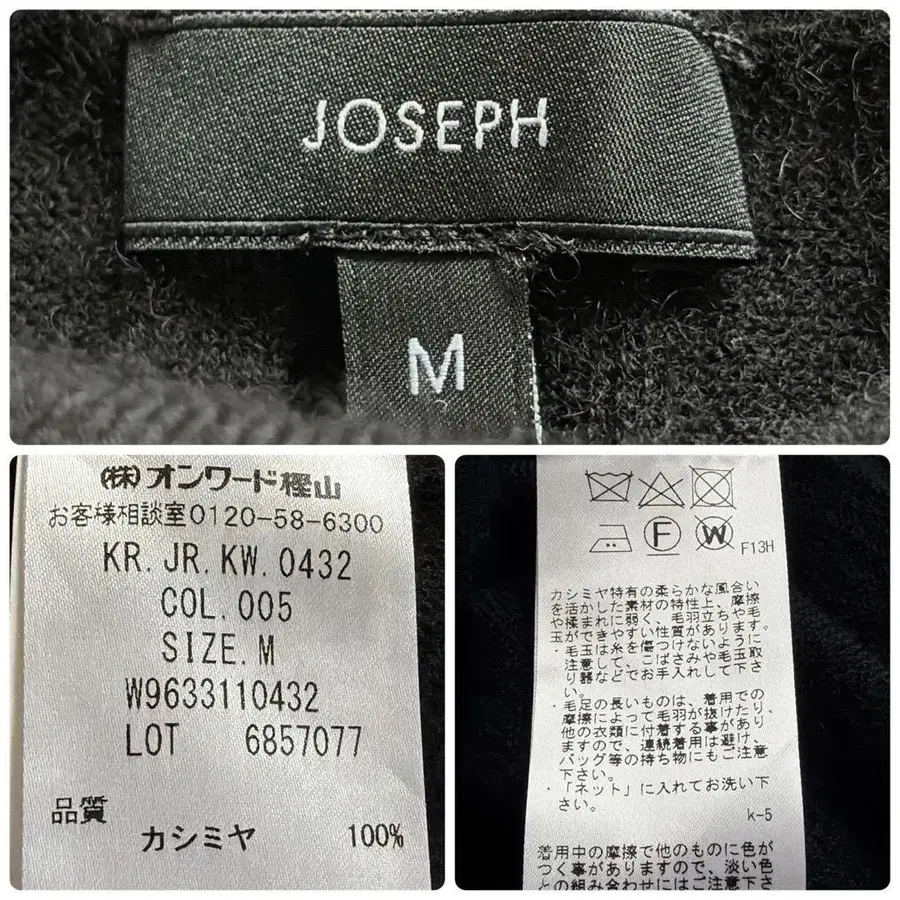 JOSEPH
M
(株)オンワード樫山
お客様相談室0120-58-6300
KR.JR.KW.0432
COL.005
SIZE.M
W9633110432
LOT 6857077
品質
カシミヤ 100%
F W F13H
カシミヤ特有の柔らかな風合い
を活かした素材の特性上、摩擦
や揉まれに弱く、毛羽立ちや毛
玉ができやすい性質があります。
・毛玉は糸を傷つけないように
注意して、こばさみや毛玉取
り器などでお手入れして下さ
い。
・毛足の長いものは、着用での
摩擦によって毛羽が抜けたり、
他の衣類に付着する事があり
ますので、連続着用は避け、
バッグ等の持ち物にもご注意
下さい。
・「ネット」に入れてお洗い下
さい。
k-5
着用中の摩擦で他のものに色が
つく事がありますので、淡い色
との組み合わせにはご注意下さ